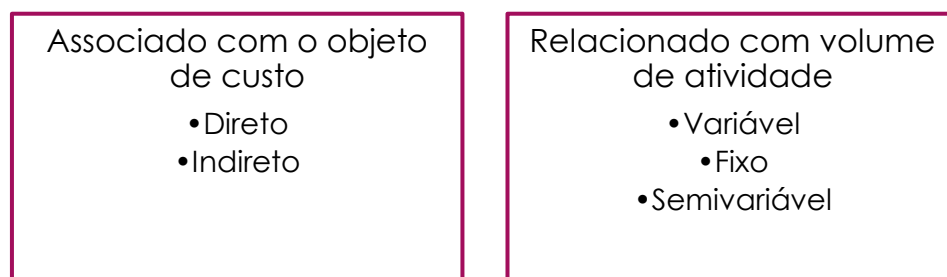 Associado com o objeto
de custo
•Direto
•Indireto
Relacionado com volume
de atividade
•Variável
•Fixo
•Semivariável